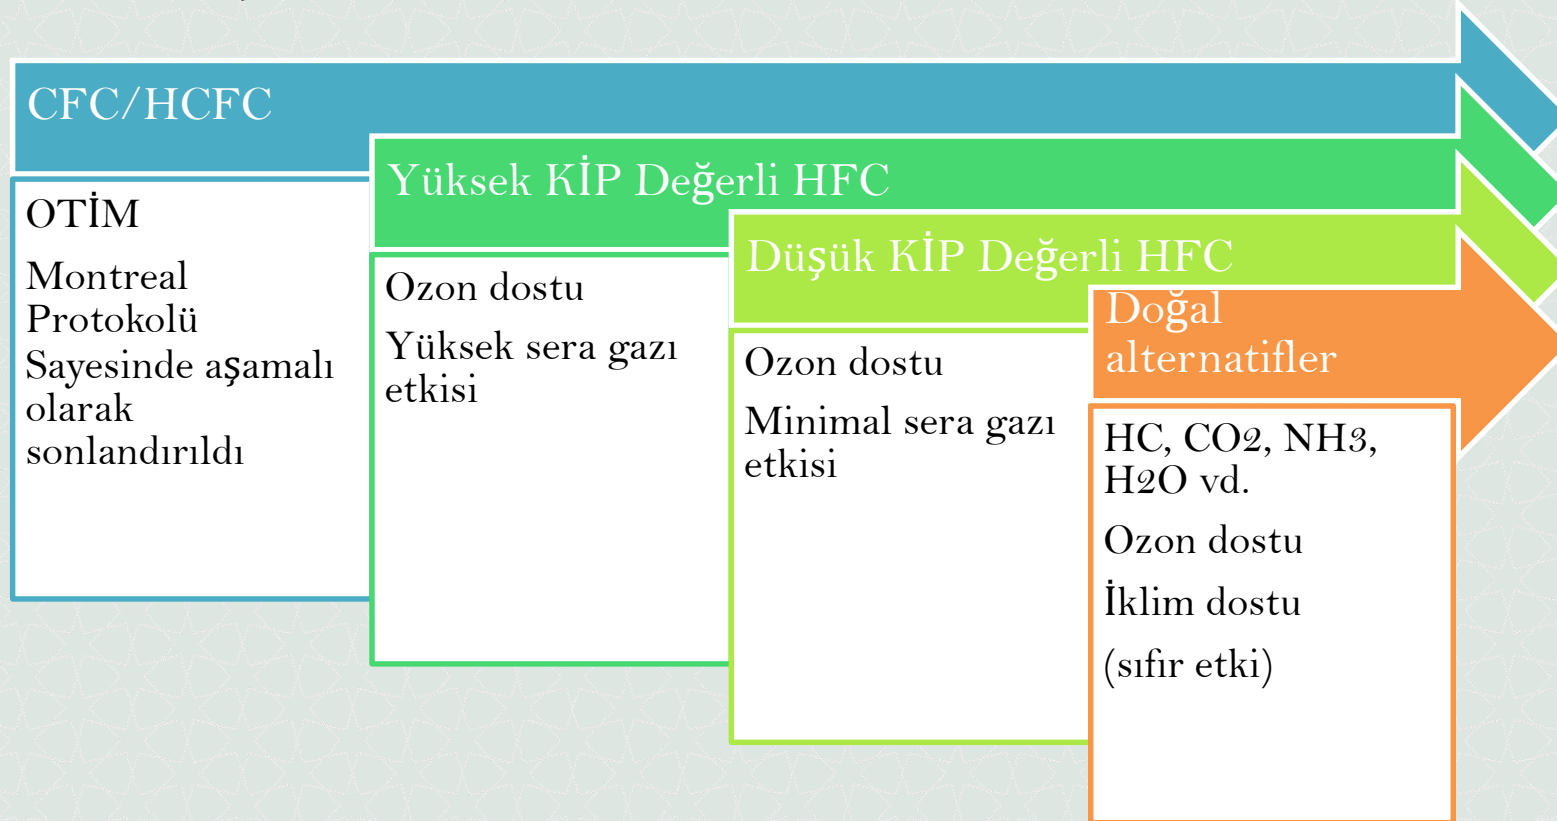 CFC/HCFC
OTİM
Montreal
Protokolü
Sayesinde aşamalı
olarak
sonlandırıldı
Yüksek KİP Değerli HFC
Ozon dostu
Yüksek sera gazı
etkisi
Düşük KİP Değerli HFC
Ozon dostu
Minimal sera gazı
etkisi
Doğal
alternatifler
HC, CO2, NH3,
H2O vd.
Ozon dostu
İklim dostu
(sıfır etki)